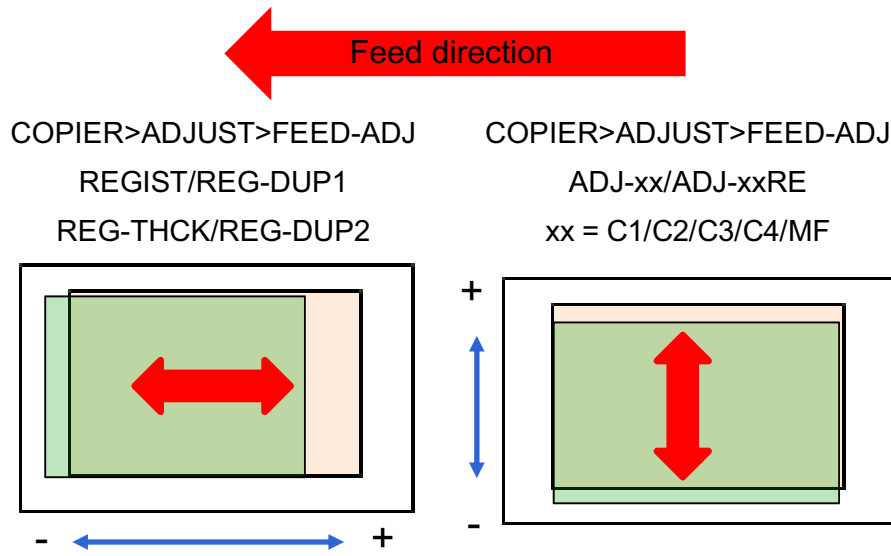 Feed direction
COPIER>ADJUST>FEED-ADJ
REGIST/REG-DUP1
REG-THCK/REG-DUP2
- +
COPIER>ADJUST>FEED-ADJ
ADJ-xx/ADJ-xxRE
xx = C1/C2/C3/C4/MF
+
-